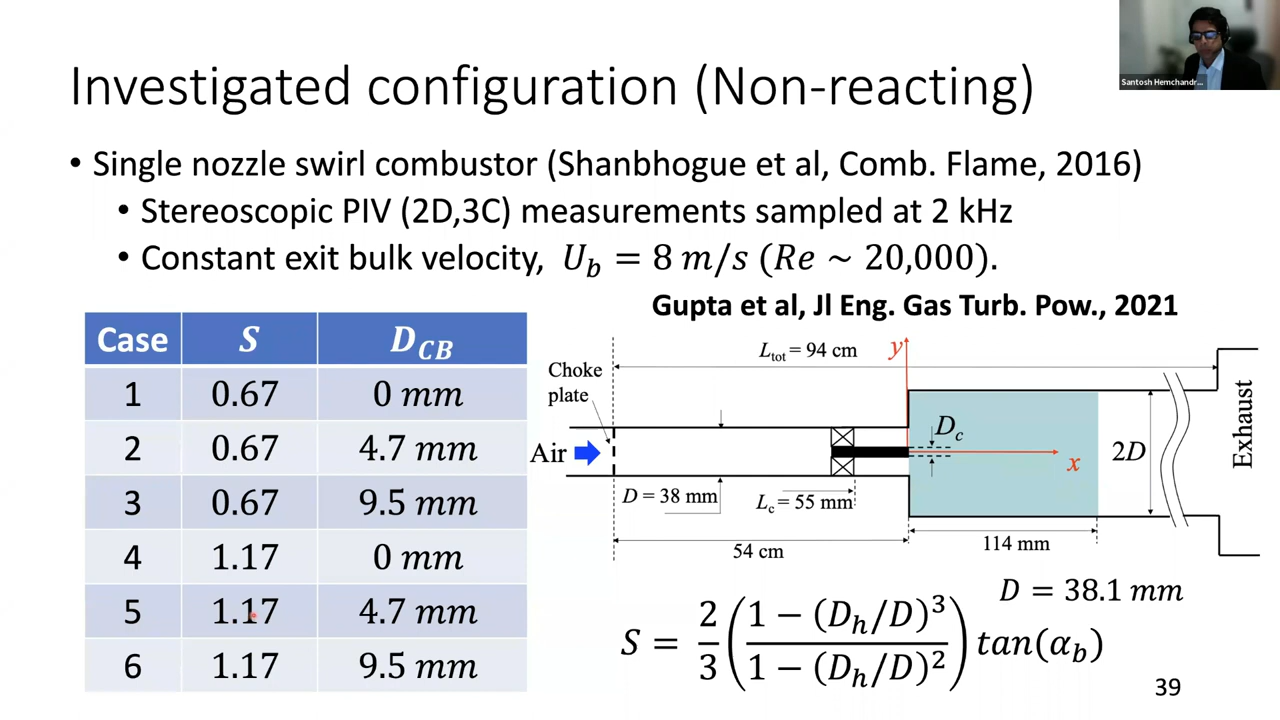 Santosh Hemchandr...
Investigated configuration (Non-reacting)
• Single nozzle swirl combustor (Shanbhogue et al, Comb. Flame, 2016)
• Stereoscopic PIV (2D,3C) measurements sampled at 2 kHz
• Constant exit bulk velocity, U_b = 8 m/s (Re ~ 20,000).
Case S D_CB
1 0.67 0 mm
2 0.67 4.7 mm
3 0.67 9.5 mm
4 1.17 0 mm
5 1.17 4.7 mm
6 1.17 9.5 mm
Gupta et al, Jl Eng. Gas Turb. Pow., 2021
L_tot = 94 cm
y
Choke
plate
Air
D_c
x
2D
Exhaust
D = 38 mm
L_c = 55 mm
54 cm
114 mm
D = 38.1 mm
S = 2/3 ((1 − (D_h/D)^3)/(1 − (D_h/D)^2)) tan(α_b)
39